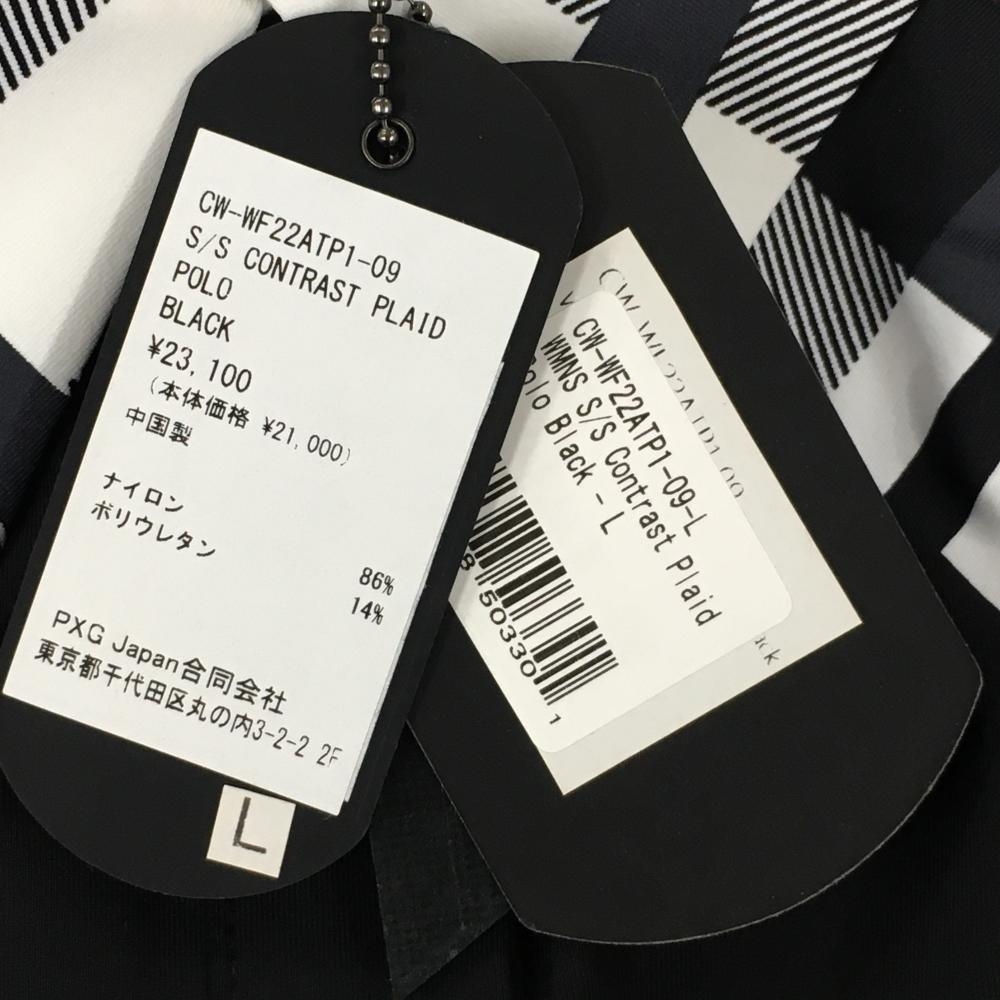 CW-WF22ATP1-09
S/S CONTRAST PLAID
POLO
BLACK
¥23,100
(本体価格 ¥21,000)
中国製
ナイロン
ポリウレタン
86%
14%
PXG Japan合同会社
東京都千代田区丸の内3-2-2 2F
L
CW-WF22ATP1-09-L
WMNS S/S Contrast Plaid
Polo Black - L
8 50330 1